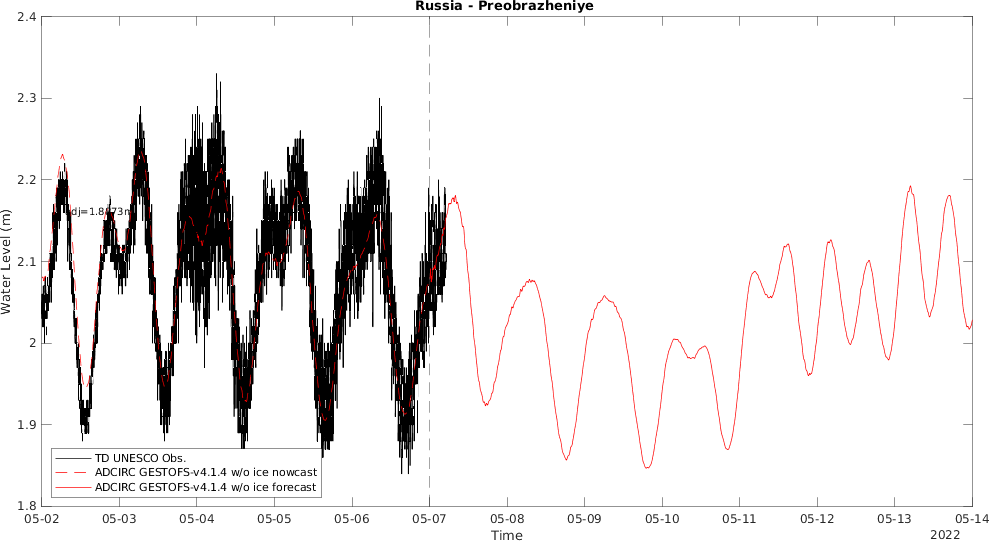 Russia - Preobrazheniye
2.4
2.3
2.2
2.1
2
1.9
1.8
Water Level (m)
TD UNESCO Obs.
ADCIRC GESTOFS-v4.1.4 w/o ice nowcast
ADCIRC GESTOFS-v4.1.4 w/o ice forecast
05-02 05-03 05-04 05-05 05-06 05-07 05-08 05-09 05-10 05-11 05-12 05-13 05-14
Time
2022